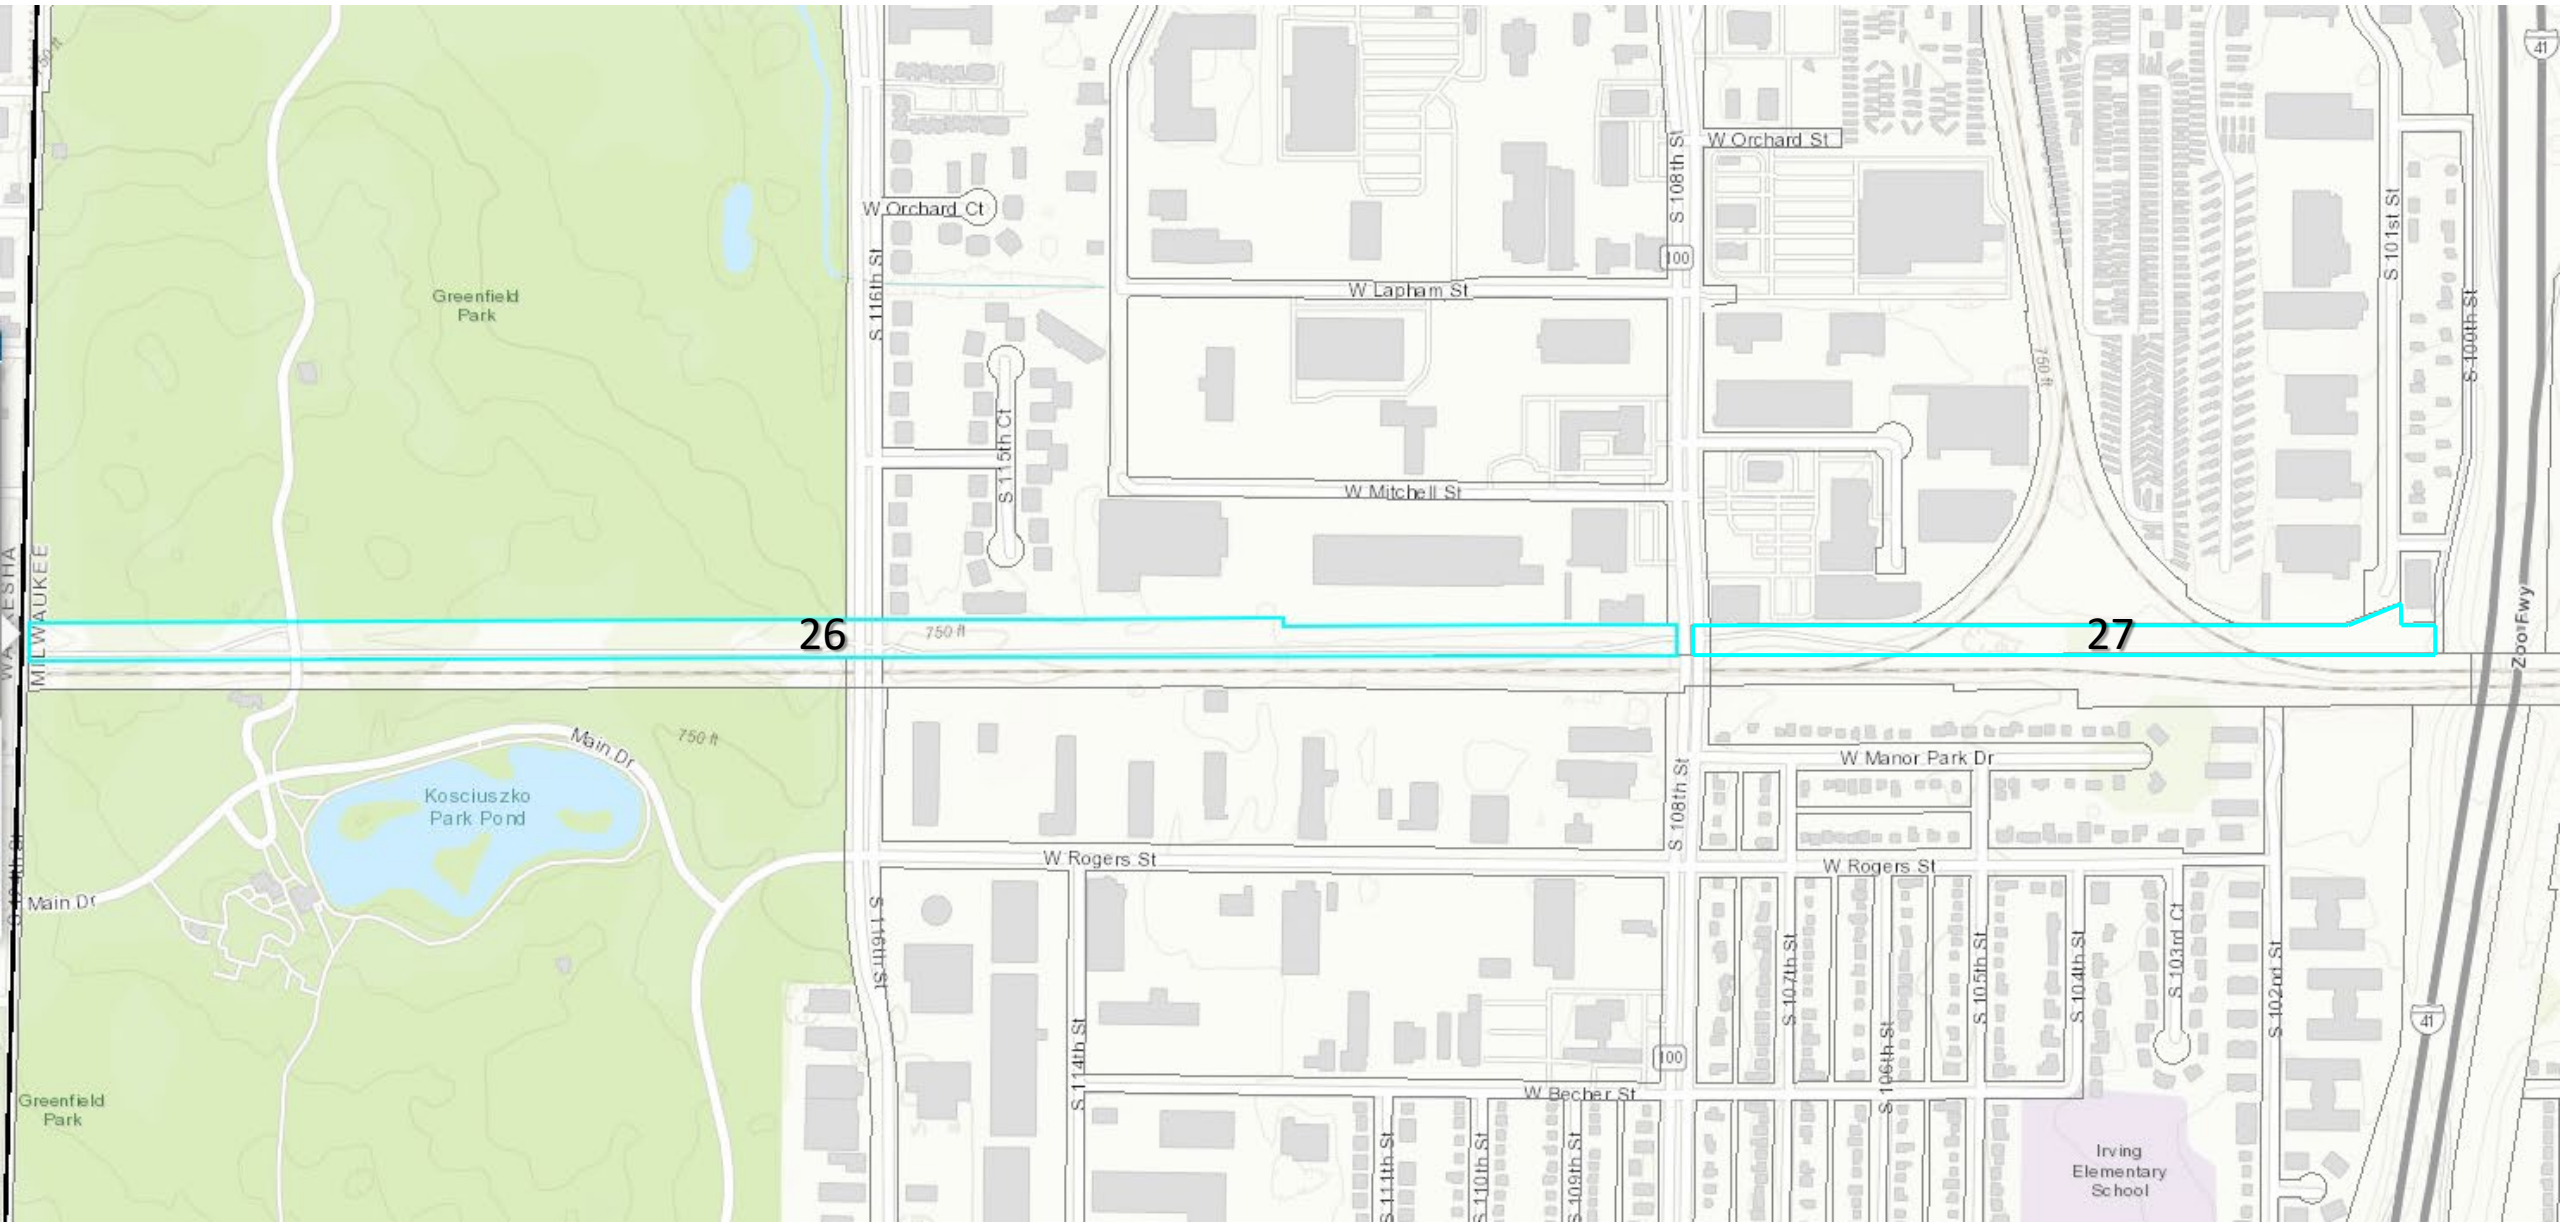 750 ft
41
W Orchard St
S 108th St
W Orchard Ct
S 101st St
S 116th St
100
Greenfield
Park
W Lapham St
S 100th St
750 ft
S 115th Ct
W Mitchell St
MILWAUKEE
Zoo Fwy
26
750 ft
27
Main Dr
750 ft
W Manor Park Dr
S 108th St
Kosciuszko
Park Pond
W Rogers St
W Rogers St
Main Dr
S 116th St
S 107th St
S 105th St
S 104th St
S 103rd Ct
S 102nd St
41
S 114th St
100
S 106th St
W Becher St
Greenfield
Park
S 111th St
S 110th St
S 109th St
Irving
Elementary
School